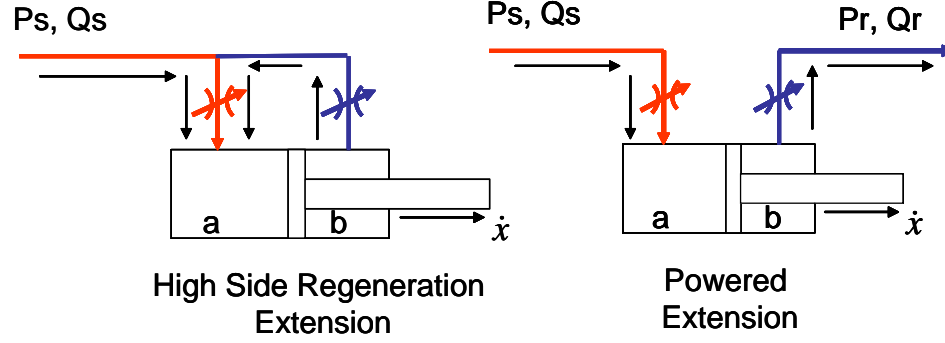 Ps, Qs
a
b
ẋ
High Side Regeneration
Extension
Ps, Qs
Pr, Qr
a
b
ẋ
Powered
Extension